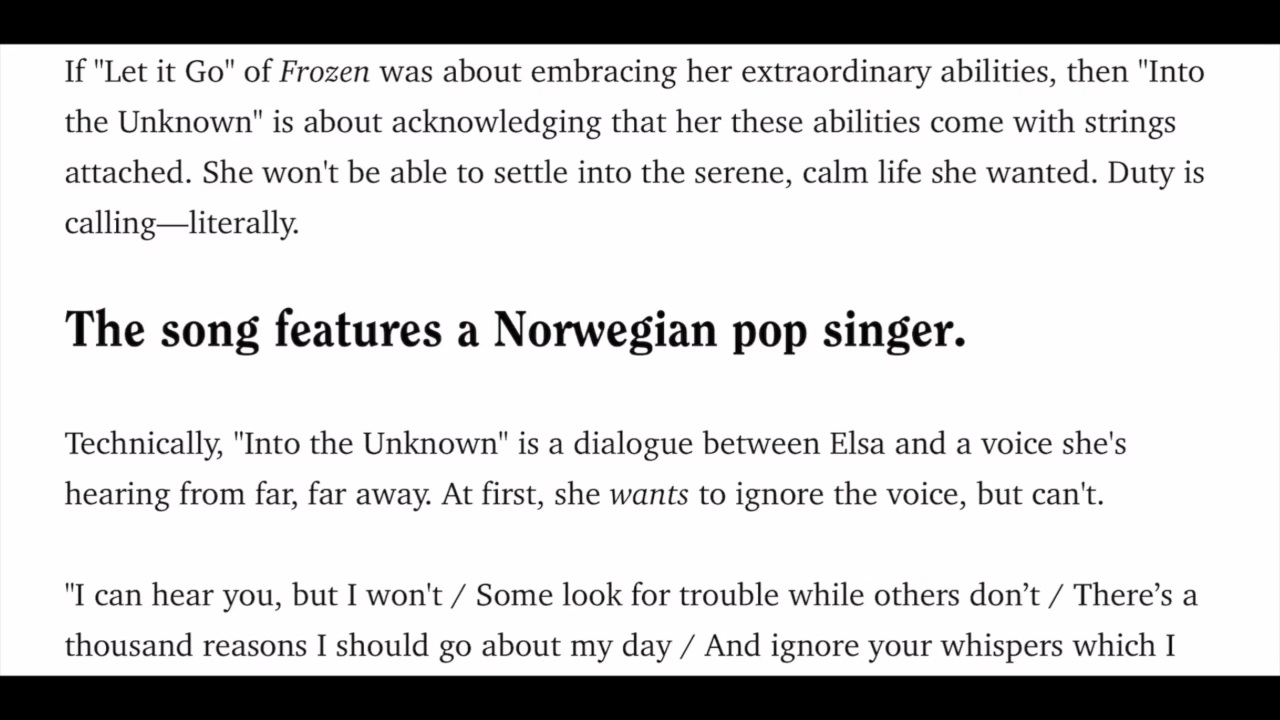 If "Let it Go" of Frozen was about embracing her extraordinary abilities, then "Into
the Unknown" is about acknowledging that her these abilities come with strings
attached. She won't be able to settle into the serene, calm life she wanted. Duty is
calling—literally.
The song features a Norwegian pop singer.
Technically, "Into the Unknown" is a dialogue between Elsa and a voice she's
hearing from far, far away. At first, she wants to ignore the voice, but can't.
"I can hear you, but I won't / Some look for trouble while others don’t / There’s a
thousand reasons I should go about my day / And ignore your whispers which I